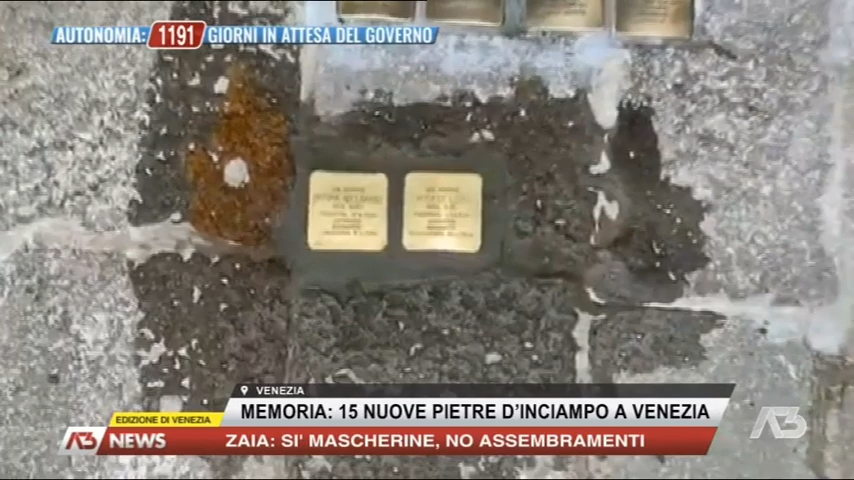 AUTONOMIA: 1191 GIORNI IN ATTESA DEL GOVERNO
VENEZIA
MEMORIA: 15 NUOVE PIETRE D'INCIAMPO A VENEZIA
EDIZIONE DI VENEZIA
A3 NEWS
ZAIA: SI' MASCHERINE, NO ASSEMBRAMENTI
A3